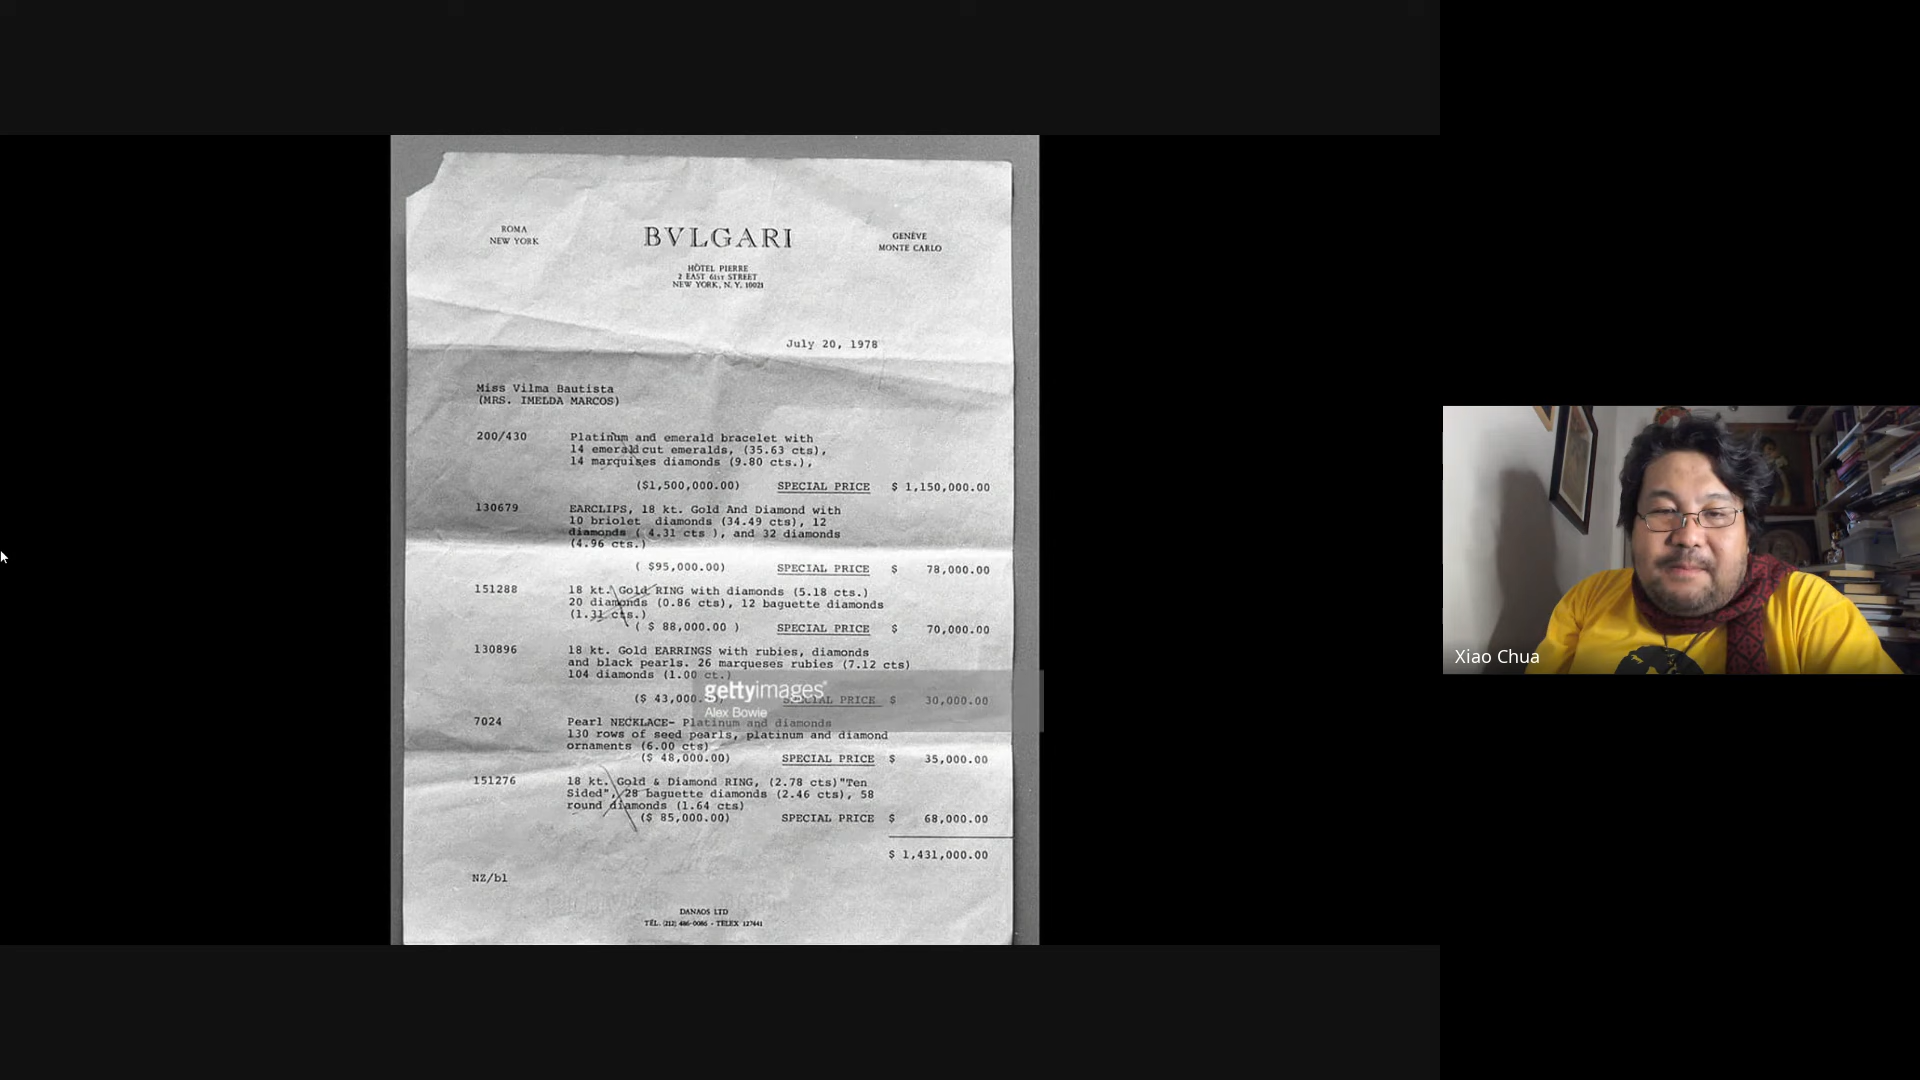 ROMA
NEW YORK
BVLGARI
GENÈVE
MONTE CARLO
HÔTEL PIERRE
2 EAST 61ST STREET
NEW YORK, N. Y. 10021
July 20, 1978
Miss Vilma Bautista
(MRS. IMELDA MARCOS)
200/430 Platinum and emerald bracelet with
14 emerald cut emeralds, (35.63 cts),
14 marquises diamonds (9.80 cts.),
($1,500,000.00) SPECIAL PRICE $ 1,150,000.00
130679 EARCLIPS, 18 kt. Gold And Diamond with
10 briolet diamonds (34.49 cts), 12
diamonds ( 4.31 cts ), and 32 diamonds
(4.96 cts.)
( $95,000.00) SPECIAL PRICE $ 78,000.00
151288 18 kt. Gold RING with diamonds (5.18 cts.)
20 diamonds (0.86 cts), 12 baguette diamonds
(1.31 cts.)
( $ 88,000.00 ) SPECIAL PRICE $ 70,000.00
130896 18 kt. Gold EARRINGS with rubies, diamonds
and black pearls. 26 marqueses rubies (7.12 cts)
104 diamonds (1.00 ct.)
($ 43,000.00) SPECIAL PRICE $ 30,000.00
gettyimages
Alex Bowie
7024 Pearl NECKLACE- Platinum and diamonds
130 rows of seed pearls, platinum and diamond
ornaments (6.00 cts)
($ 48,000.00) SPECIAL PRICE $ 35,000.00
151276 18 kt. Gold & Diamond RING, (2.78 cts)"Ten
Sided", 28 baguette diamonds (2.46 cts), 58
round diamonds (1.64 cts)
($ 85,000.00) SPECIAL PRICE $ 68,000.00
$ 1,431,000.00
NZ/bl
DANAOS LTD
TÉL. (212) 486-0086 - TELEX 127441
Xiao Chua